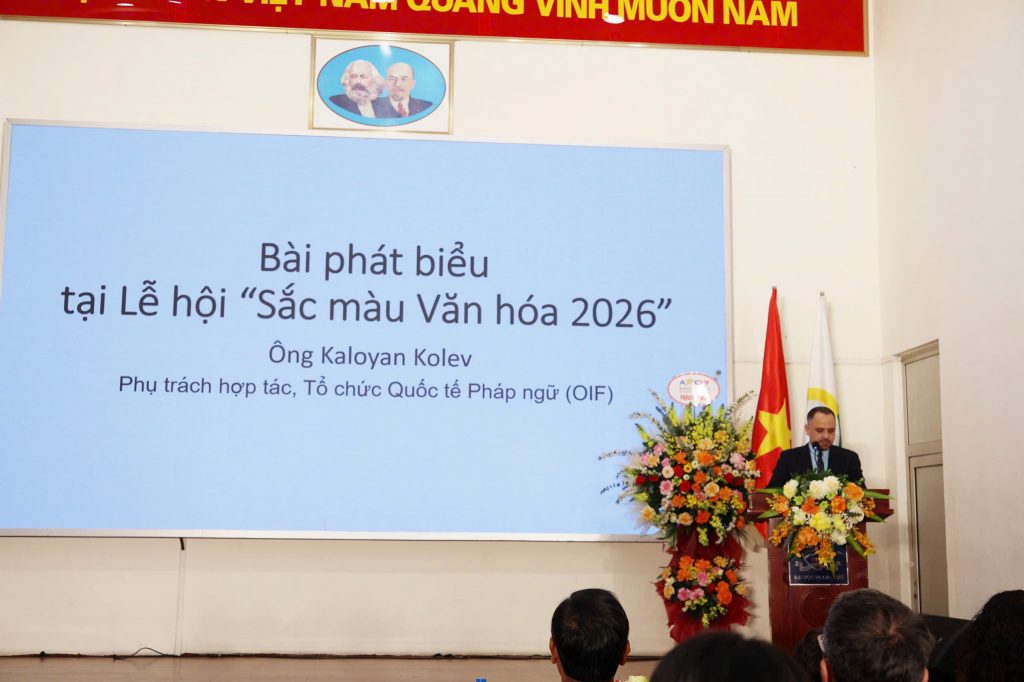 VIỆT NAM QUANG VINH MUÔN NĂM
Bài phát biểu
tại Lễ hội “Sắc màu Văn hóa 2026”
Ông Kaloyan Kolev
Phụ trách hợp tác, Tổ chức Quốc tế Pháp ngữ (OIF)